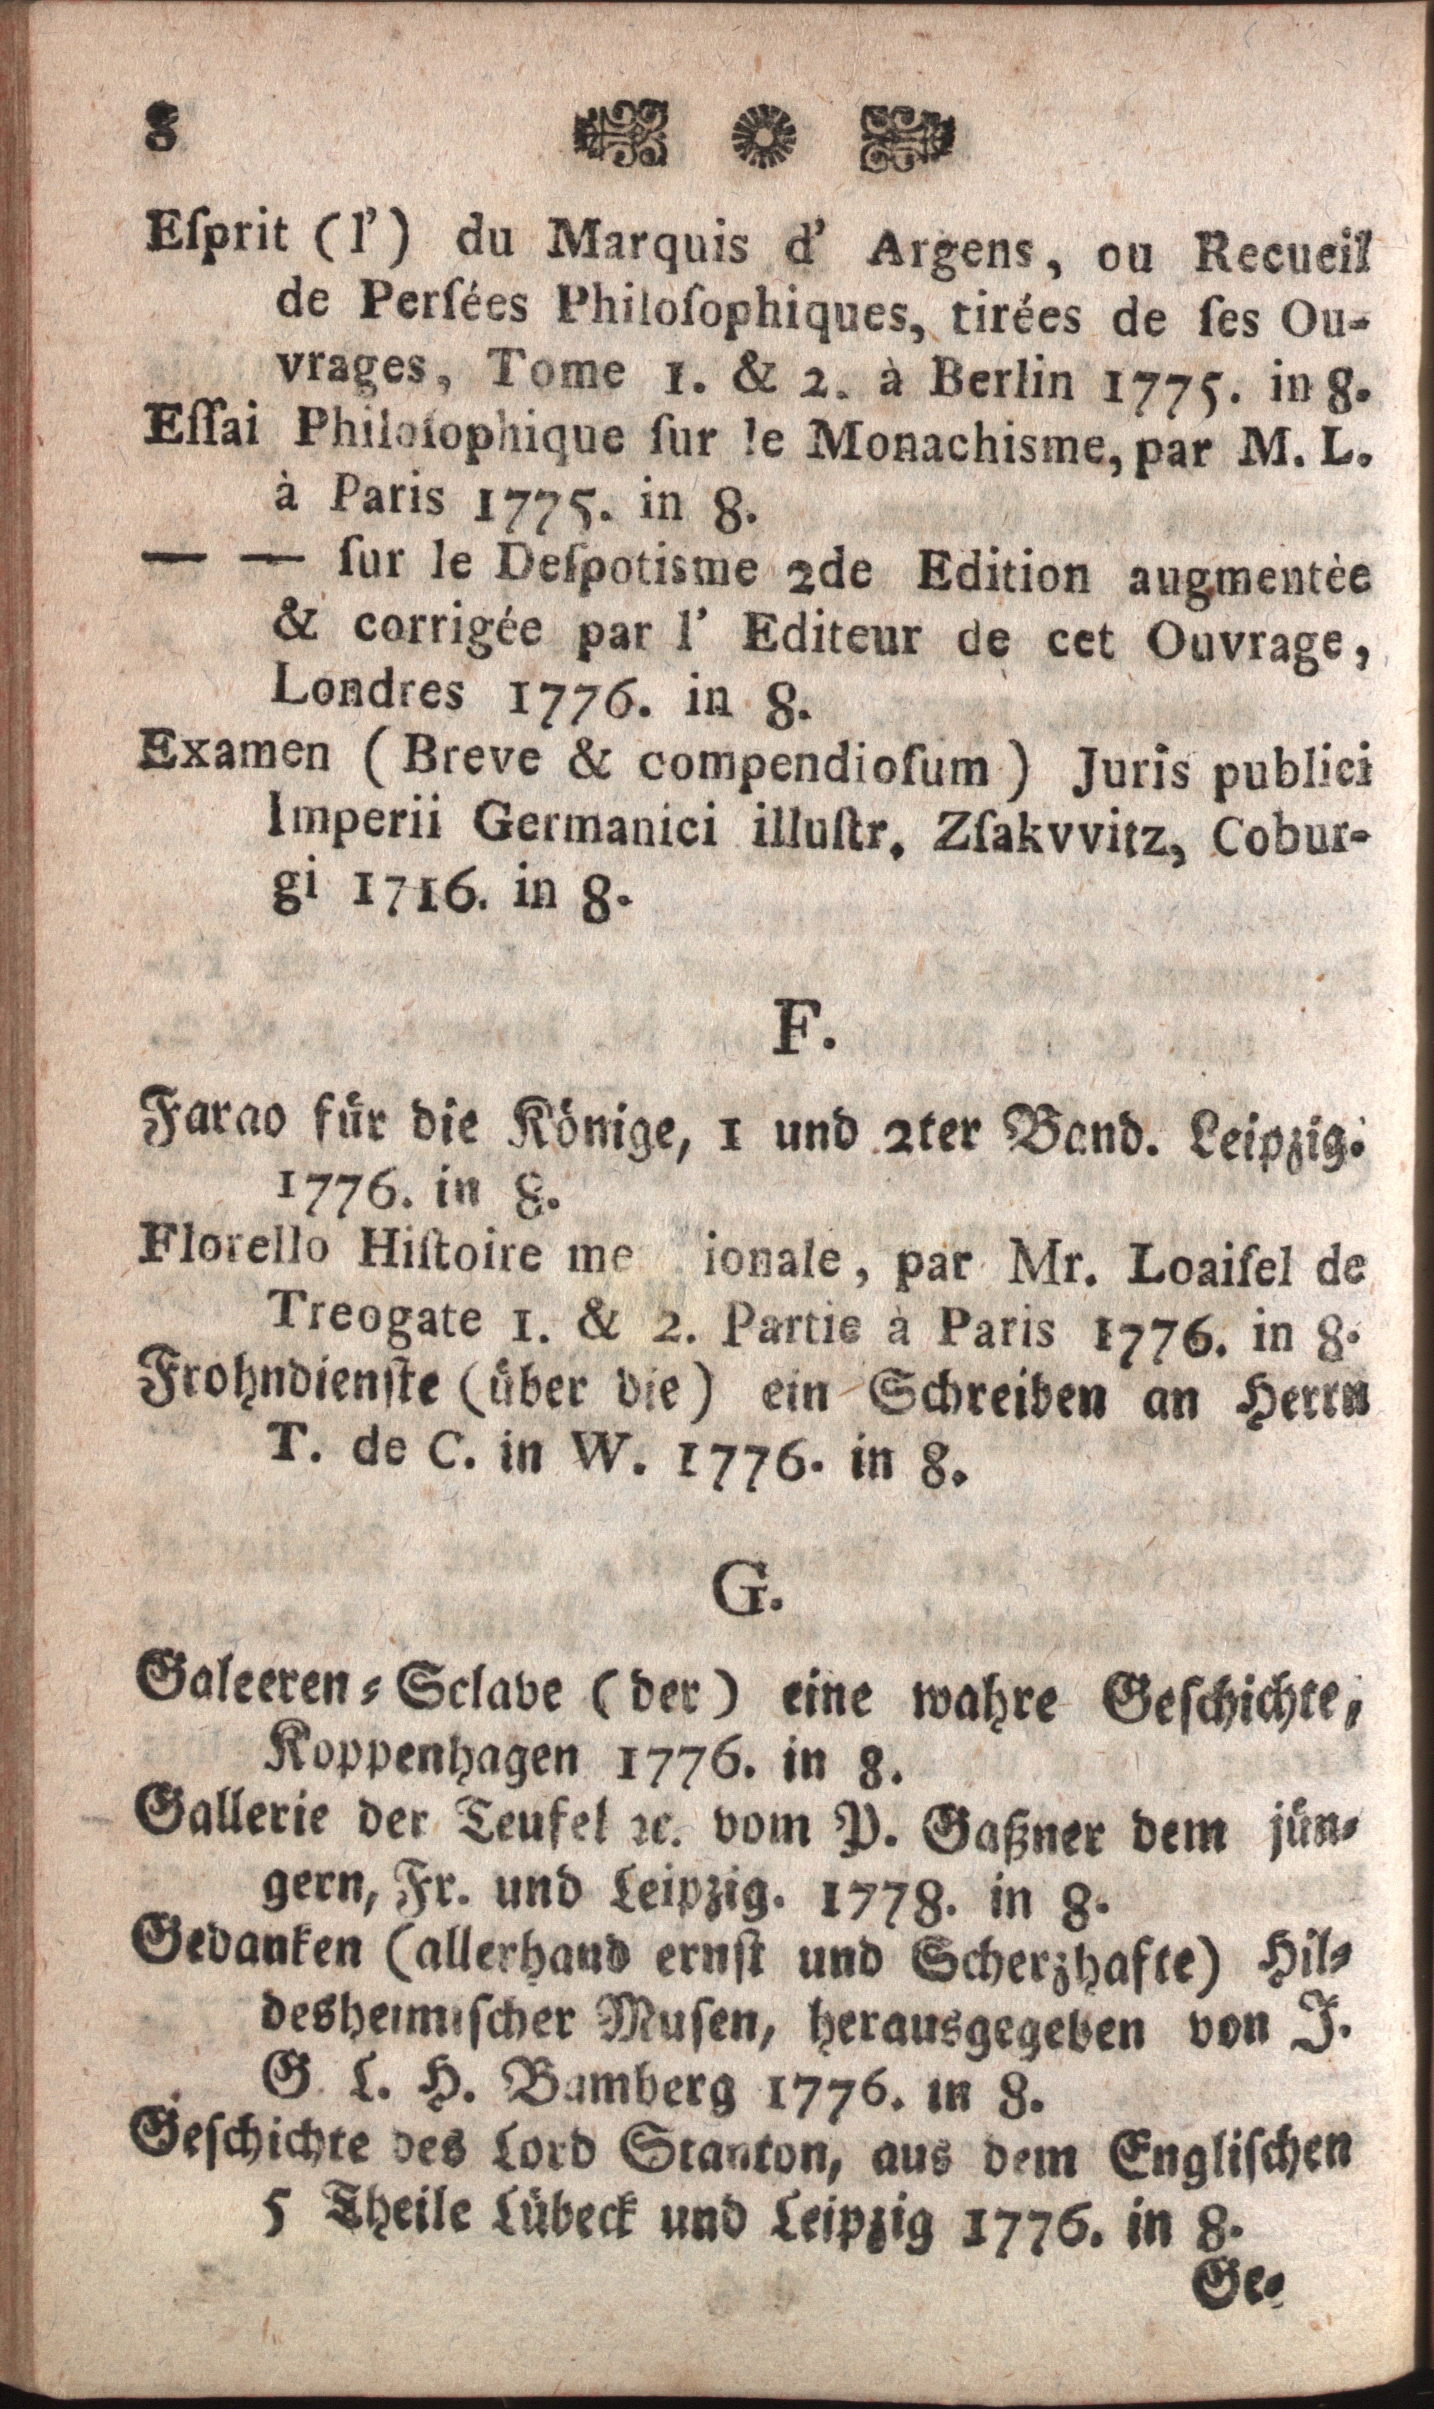 8
Eſprit (l') du Marquis d' Argens, ou Recueil
de Perſées Philoſophiques, tirées de ſes Ou-
vrages, Tome 1. & 2. à Berlin 1775. in 8.
Eſſai Philoſophique ſur le Monachisme, par M. L.
à Paris 1775. in 8.
— — ſur le Deſpotisme 2de Edition augmentèe
& corrigée par l' Editeur de cet Ouvrage,
Londres 1776. in 8.
Examen (Breve & compendioſum) Juris publici
Imperii Germanici illuſtr. Zſakvvitz, Cobur-
gi 1716. in 8.
F.
Farao für die Könige, 1 und 2ter Band. Leipzig.
1776. in 8.
Florello Hiſtoire me ionale, par Mr. Loaiſel de
Treogate 1. & 2. Partie à Paris 1776. in 8.
Frohndienſte (über die) ein Schreiben an Herrn
T. de C. in W. 1776. in 8.
G.
Galeeren-Sclave (der) eine wahre Geſchichte,
Koppenhagen 1776. in 8.
Gallerie der Teufel ꝛc. vom P. Gaßner dem jün-
gern, Fr. und Leipzig. 1778. in 8.
Gedanken (allerhand ernſt und Scherzhafte) Hil-
desheimiſcher Muſen, herausgegeben von J.
G. L. H. Bamberg 1776. in 8.
Geſchichte des Lord Stanton, aus dem Engliſchen
5 Theile Lübeck und Leipzig 1776. in 8.
Ge-